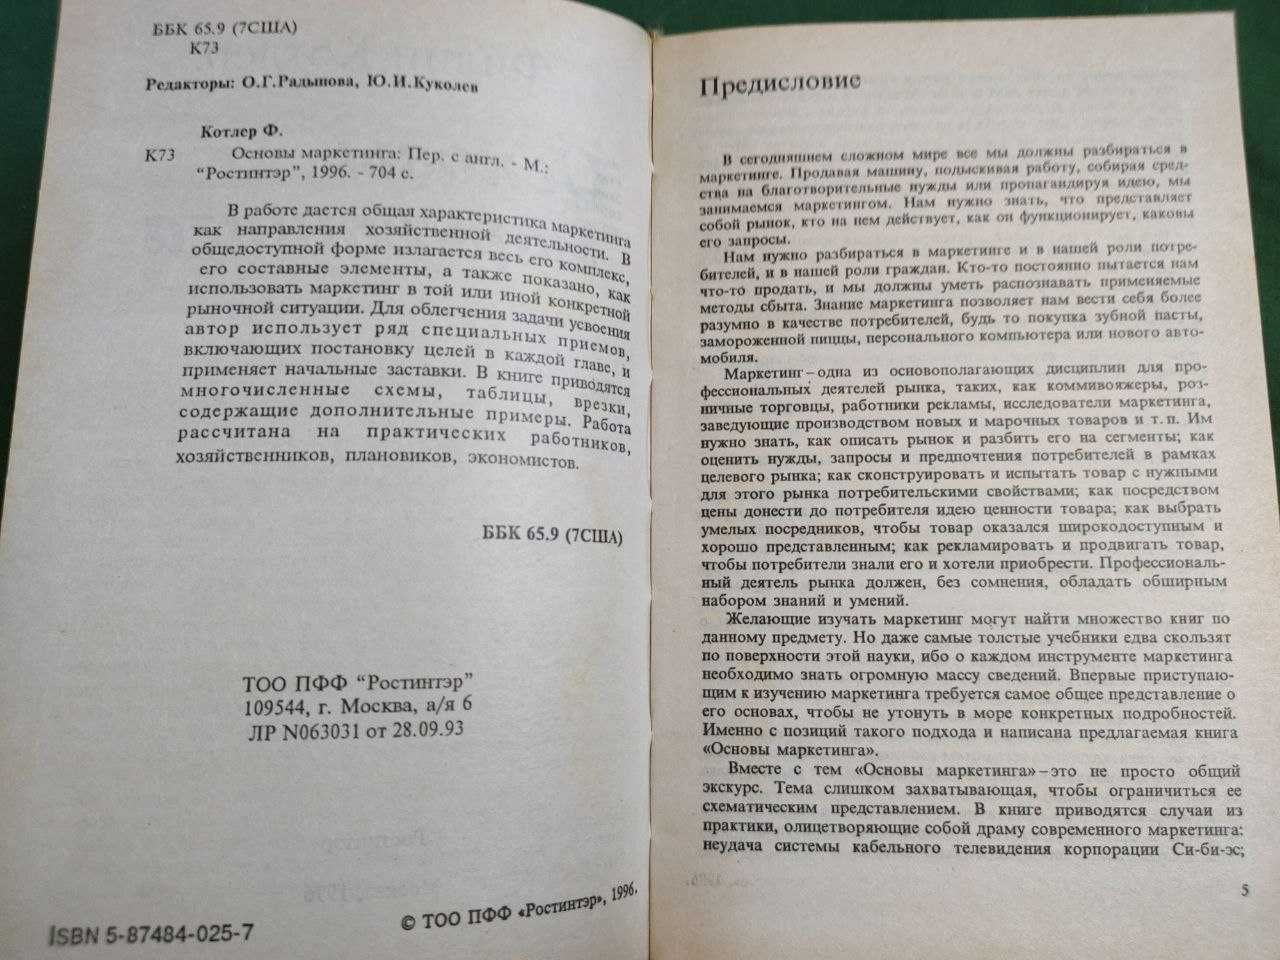 ББК 65.9 (7США)
К73
Редакторы: О.Г.Радынова, Ю.И.Куколев
Котлер Ф.
К73 Основы маркетинга: Пер. с англ. - М.:
“Ростинтэр”, 1996. - 704 с.
В работе дается общая характеристика маркетинга
как направления хозяйственной деятельности. В
общедоступной форме излагается весь его комплекс,
его составные элементы, а также показано, как
использовать маркетинг в той или иной конкретной
рыночной ситуации. Для облегчения задачи усвоения
автор использует ряд специальных приемов,
включающих постановку целей в каждой главе, и
применяет начальные заставки. В книге приводятся
многочисленные схемы, таблицы, врезки,
содержащие дополнительные примеры. Работа
рассчитана на практических работников,
хозяйственников, плановиков, экономистов.
ББК 65.9 (7США)
ТОО ПФФ “Ростинтэр”
109544, г. Москва, а/я 6
ЛР N063031 от 28.09.93
© ТОО ПФФ «Ростинтэр», 1996.
ISBN 5-87484-025-7
Предисловие
В сегодняшнем сложном мире все мы должны разбираться в
маркетинге. Продавая машину, подыскивая работу, собирая сред-
ства на благотворительные нужды или пропагандируя идею, мы
занимаемся маркетингом. Нам нужно знать, что представляет
собой рынок, кто на нем действует, как он функционирует, каковы
его запросы.
Нам нужно разбираться в маркетинге и в нашей роли потре-
бителей, и в нашей роли граждан. Кто-то постоянно пытается нам
что-то продать, и мы должны уметь распознавать применяемые
методы сбыта. Знание маркетинга позволяет нам вести себя более
разумно в качестве потребителей, будь то покупка зубной пасты,
замороженной пиццы, персонального компьютера или нового авто-
мобиля.
Маркетинг–одна из основополагающих дисциплин для про-
фессиональных деятелей рынка, таких, как коммивояжеры, роз-
ничные торговцы, работники рекламы, исследователи маркетинга,
заведующие производством новых и марочных товаров и т.п. Им
нужно знать, как описать рынок и разбить его на сегменты; как
оценить нужды, запросы и предпочтения потребителей в рамках
целевого рынка; как сконструировать и испытать товар с нужными
для этого рынка потребительскими свойствами; как посредством
цены донести до потребителя идею ценности товара; как выбрать
умелых посредников, чтобы товар оказался широкодоступным и
хорошо представленным; как рекламировать и продвигать товар,
чтобы потребители знали его и хотели приобрести. Профессиональ-
ный деятель рынка должен, без сомнения, обладать обширным
набором знаний и умений.
Желающие изучать маркетинг могут найти множество книг по
данному предмету. Но даже самые толстые учебники едва скользят
по поверхности этой науки, ибо о каждом инструменте маркетинга
необходимо знать огромную массу сведений. Впервые приступаю-
щим к изучению маркетинга требуется самое общее представление о
его основах, чтобы не утонуть в море конкретных подробностей.
Именно с позиций такого подхода и написана предлагаемая книга
«Основы маркетинга».
Вместе с тем «Основы маркетинга»–это не просто общий
экскурс. Тема слишком захватывающая, чтобы ограничиться ее
схематическим представлением. В книге приводятся случаи из
практики, олицетворяющие собой драму современного маркетинга:
неудача системы кабельного телевидения корпорации Си-би-эс;
5